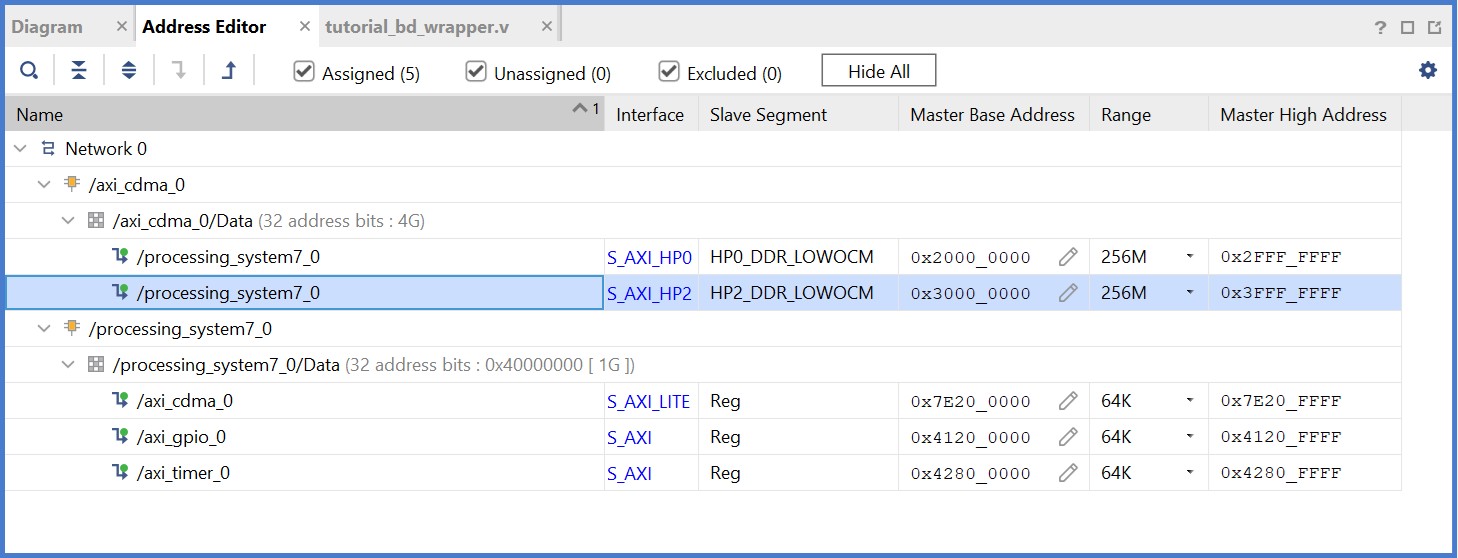 Diagram × Address Editor × tutorial_bd_wrapper.v ×
?
Assigned (5) Unassigned (0) Excluded (0) Hide All
Name 1 Interface Slave Segment Master Base Address Range Master High Address
Network 0
/axi_cdma_0
/axi_cdma_0/Data (32 address bits : 4G)
/processing_system7_0 S_AXI_HP0 HP0_DDR_LOWOCM 0x2000_0000 256M 0x2FFF_FFFF
/processing_system7_0 S_AXI_HP2 HP2_DDR_LOWOCM 0x3000_0000 256M 0x3FFF_FFFF
/processing_system7_0
/processing_system7_0/Data (32 address bits : 0x40000000 [ 1G ])
/axi_cdma_0 S_AXI_LITE Reg 0x7E20_0000 64K 0x7E20_FFFF
/axi_gpio_0 S_AXI Reg 0x4120_0000 64K 0x4120_FFFF
/axi_timer_0 S_AXI Reg 0x4280_0000 64K 0x4280_FFFF